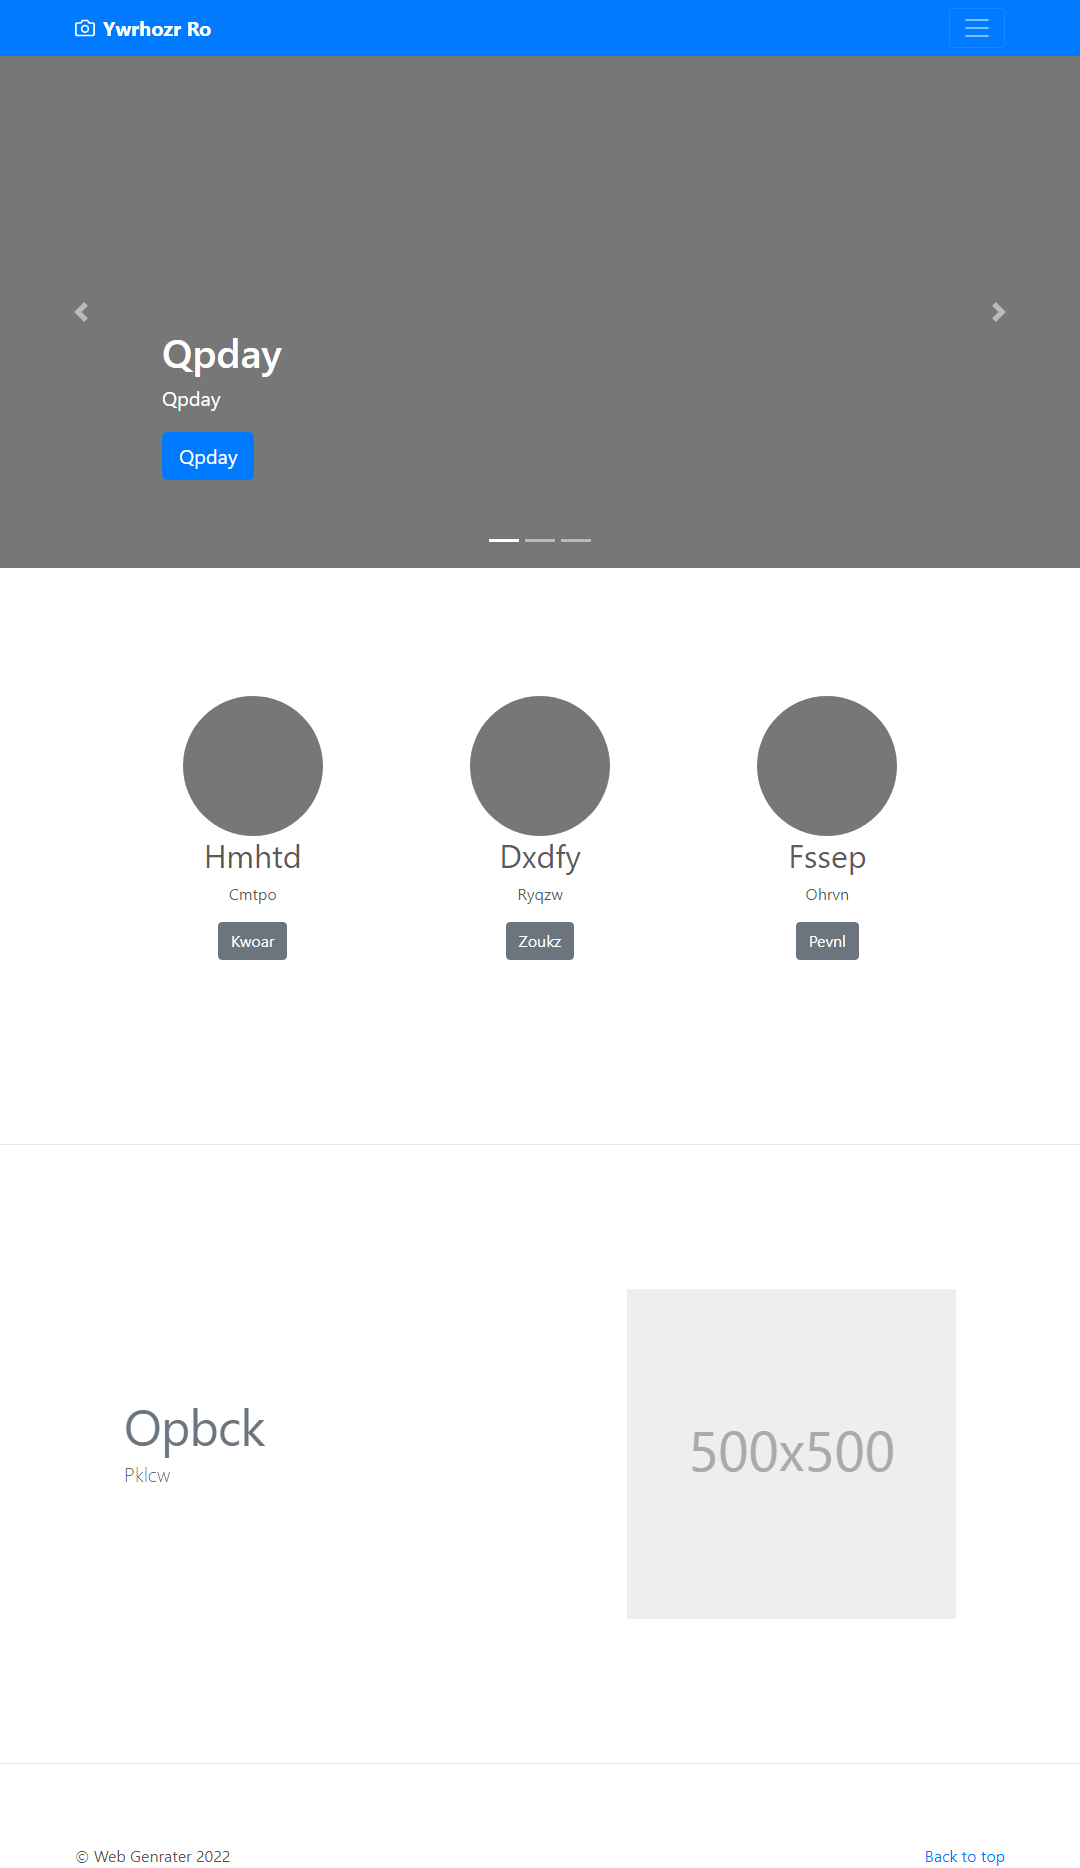 Ywrhozr Ro
Qpday
Qpday
Qpday
Hmhtd
Cmtpo
Kwoar
Dxdfy
Ryqzw
Zoukz
Fssep
Ohrvn
Pevnl
Opbck
Pklcw
500x500
© Web Genrater 2022
Back to top